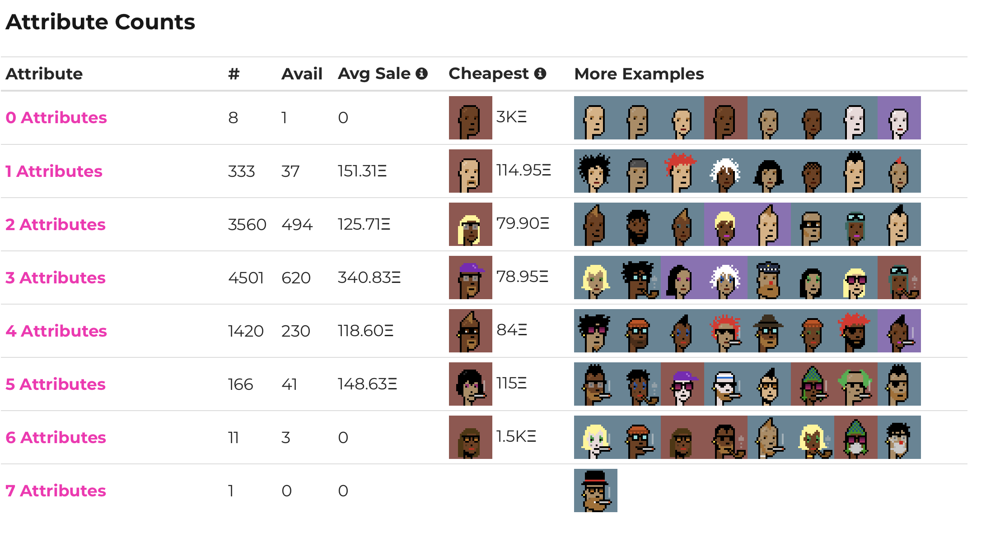 Attribute Counts
Attribute # Avail Avg Sale Cheapest More Examples
0 Attributes 8 1 0 3KΞ
1 Attributes 333 37 151.31Ξ 114.95Ξ
2 Attributes 3560 494 125.71Ξ 79.90Ξ
3 Attributes 4501 620 340.83Ξ 78.95Ξ
4 Attributes 1420 230 118.60Ξ 84Ξ
5 Attributes 166 41 148.63Ξ 115Ξ
6 Attributes 11 3 0 1.5KΞ
7 Attributes 1 0 0